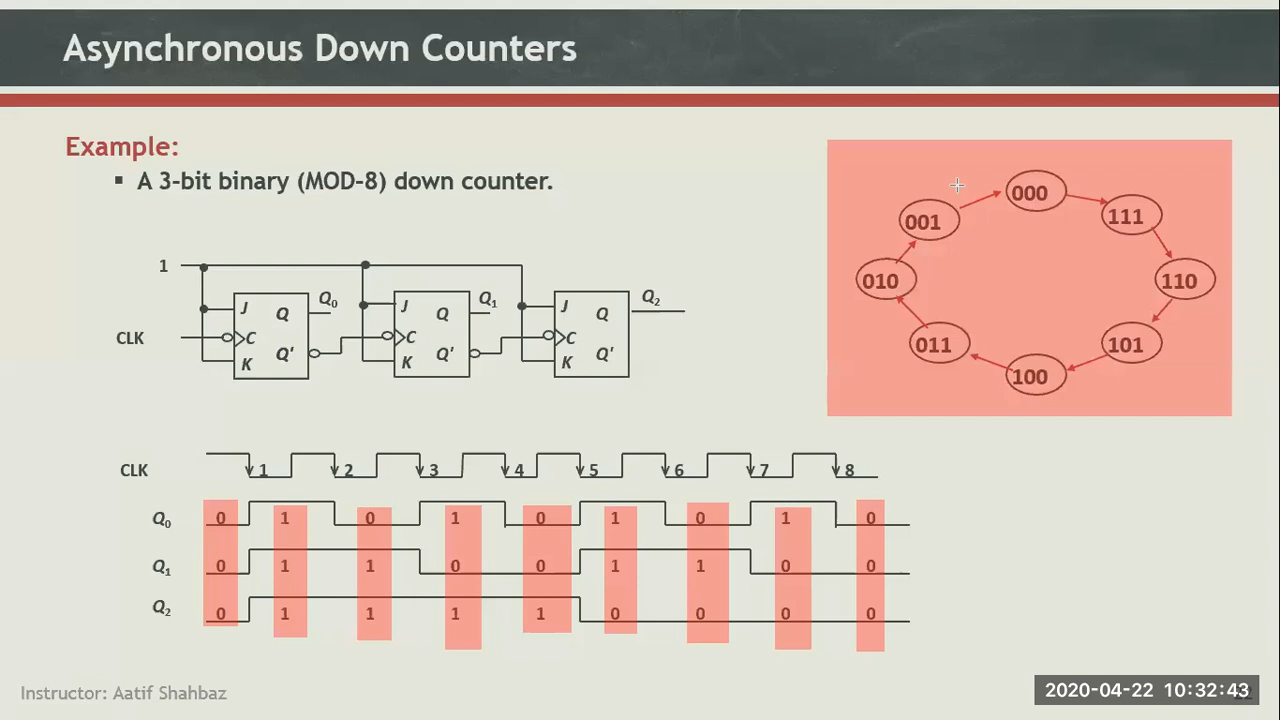 Asynchronous Down Counters
Example:
▪ A 3-bit binary (MOD-8) down counter.
1
CLK
J Q Q0
C
K Q'
J Q Q1
C
K Q'
J Q Q2
C
K Q'
000
111
110
101
100
011
010
001
CLK 1 2 3 4 5 6 7 8
Q0 0 1 0 1 0 1 0 1 0
Q1 0 1 1 0 0 1 1 0 0
Q2 0 1 1 1 1 0 0 0 0
Instructor: Aatif Shahbaz
2020-04-22 10:32:43